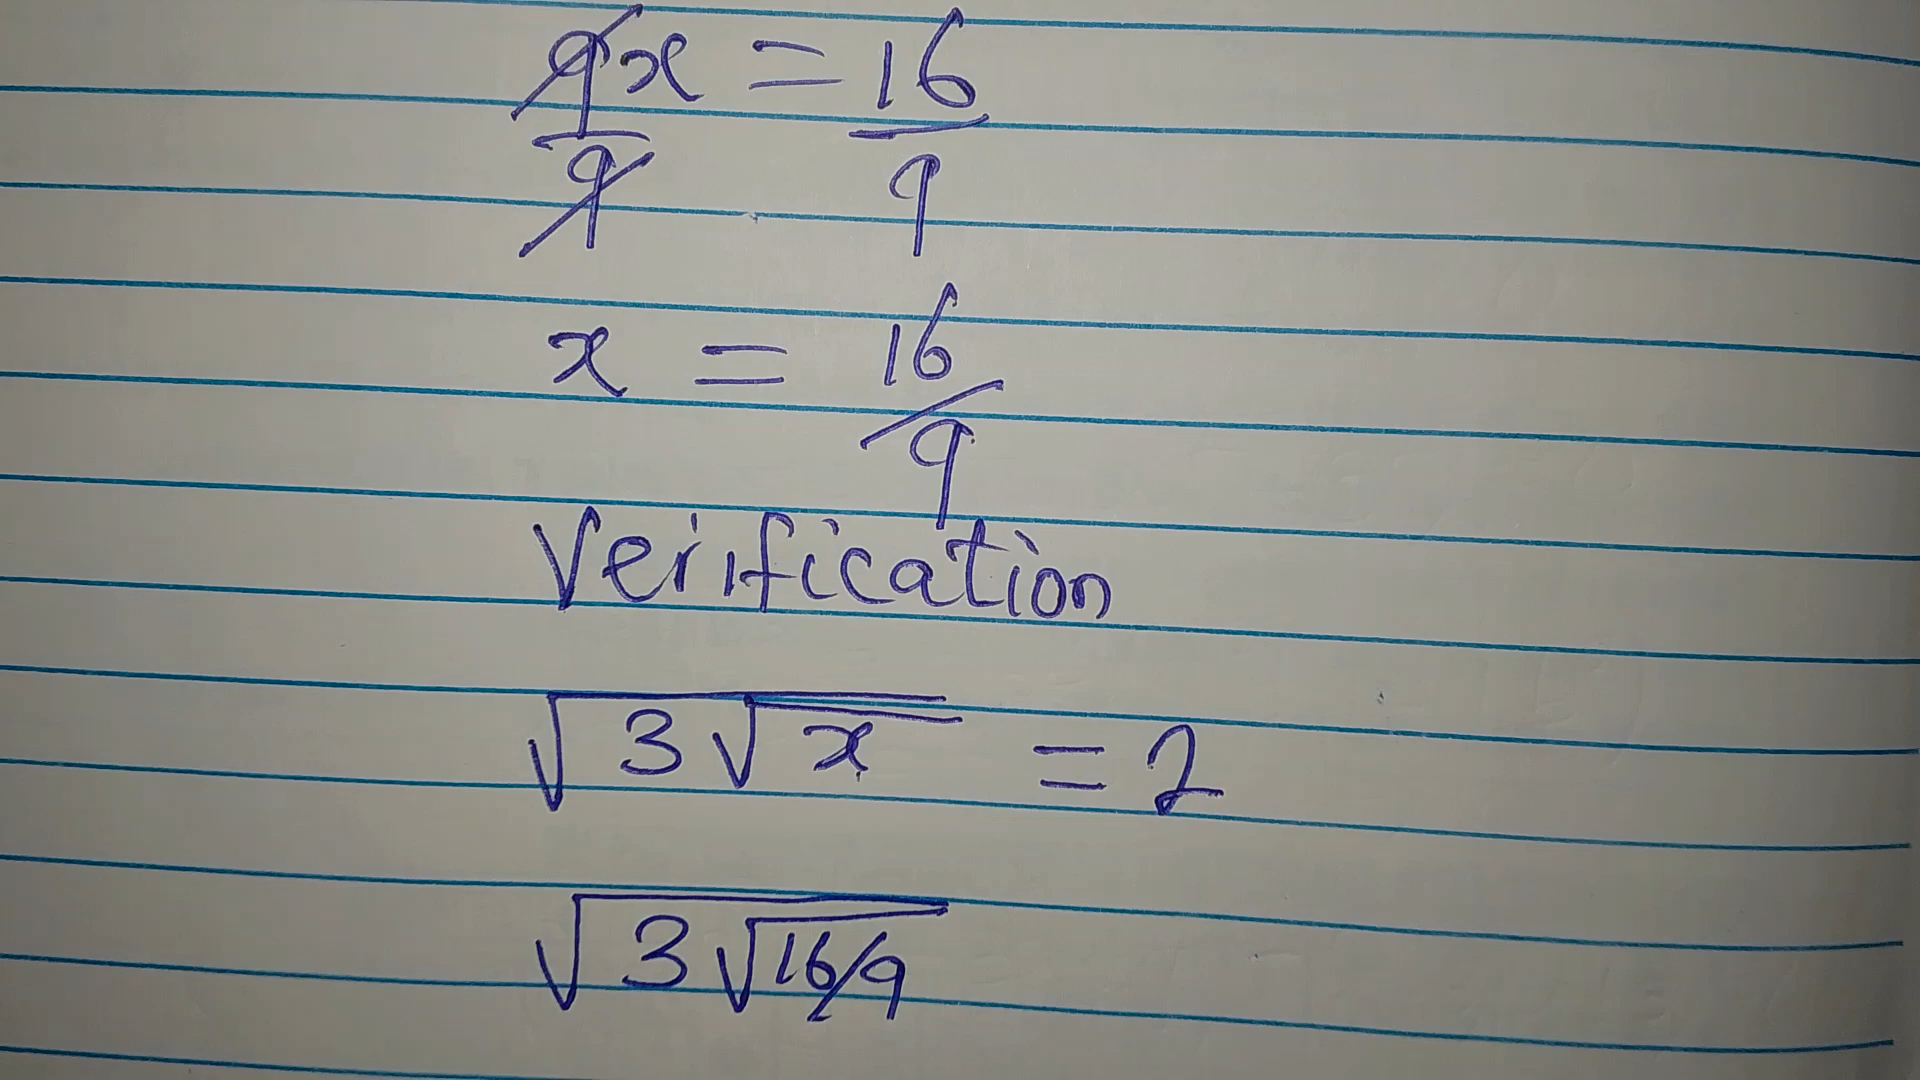 9x = 16
9 9
x = 16/9
Verification
√3√x = 2
√3√16/9